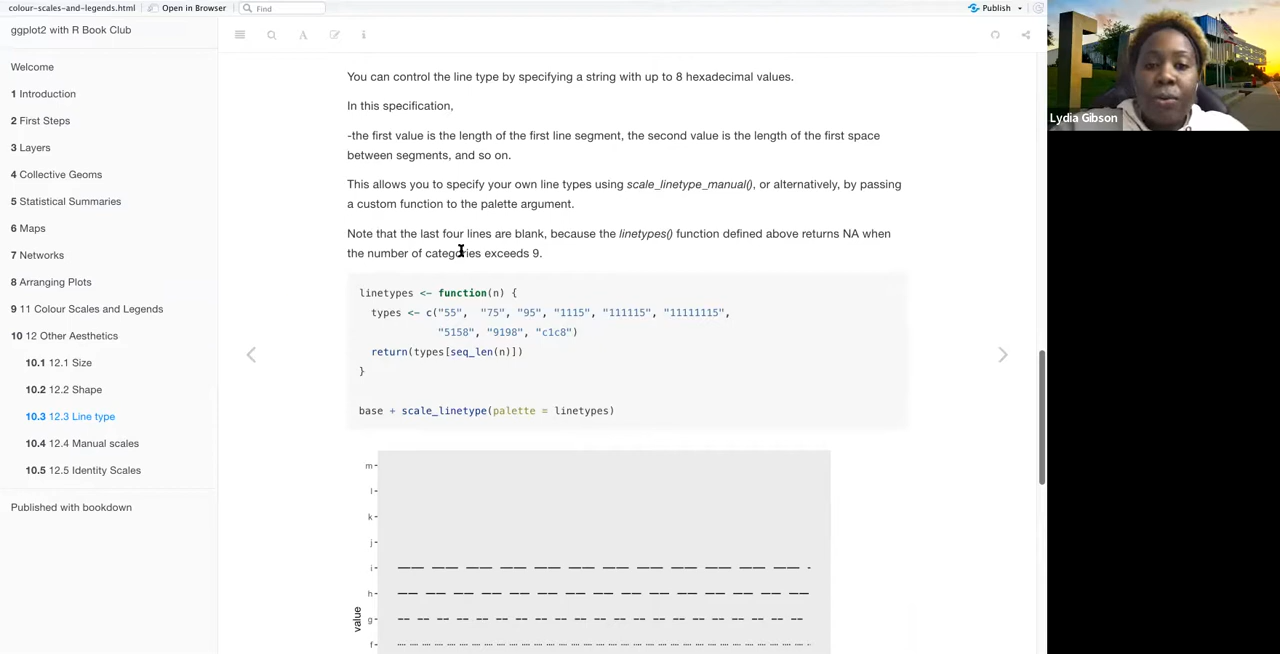 colour-scales-and-legends.html
Open in Browser
Find
Publish
ggplot2 with R Book Club
Welcome
1 Introduction
2 First Steps
3 Layers
4 Collective Geoms
5 Statistical Summaries
6 Maps
7 Networks
8 Arranging Plots
9 11 Colour Scales and Legends
10 12 Other Aesthetics
10.1 12.1 Size
10.2 12.2 Shape
10.3 12.3 Line type
10.4 12.4 Manual scales
10.5 12.5 Identity Scales
Published with bookdown
You can control the line type by specifying a string with up to 8 hexadecimal values.
In this specification,
-the first value is the length of the first line segment, the second value is the length of the first space
between segments, and so on.
This allows you to specify your own line types using scale_linetype_manual(), or alternatively, by passing
a custom function to the palette argument.
Note that the last four lines are blank, because the linetypes() function defined above returns NA when
the number of categories exceeds 9.
linetypes <- function(n) {
types <- c("55", "75", "95", "1115", "111115", "11111115",
"5158", "9198", "c1c8")
return(types[seq_len(n)])
}
base + scale_linetype(palette = linetypes)
m
l
k
j
i
h
g
f
value
Lydia Gibson